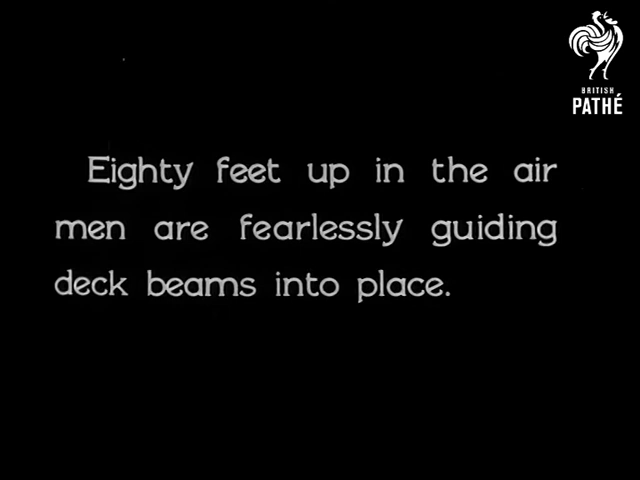 BRITISH
PATHÉ
Eighty feet up in the air
men are fearlessly guiding
deck beams into place.